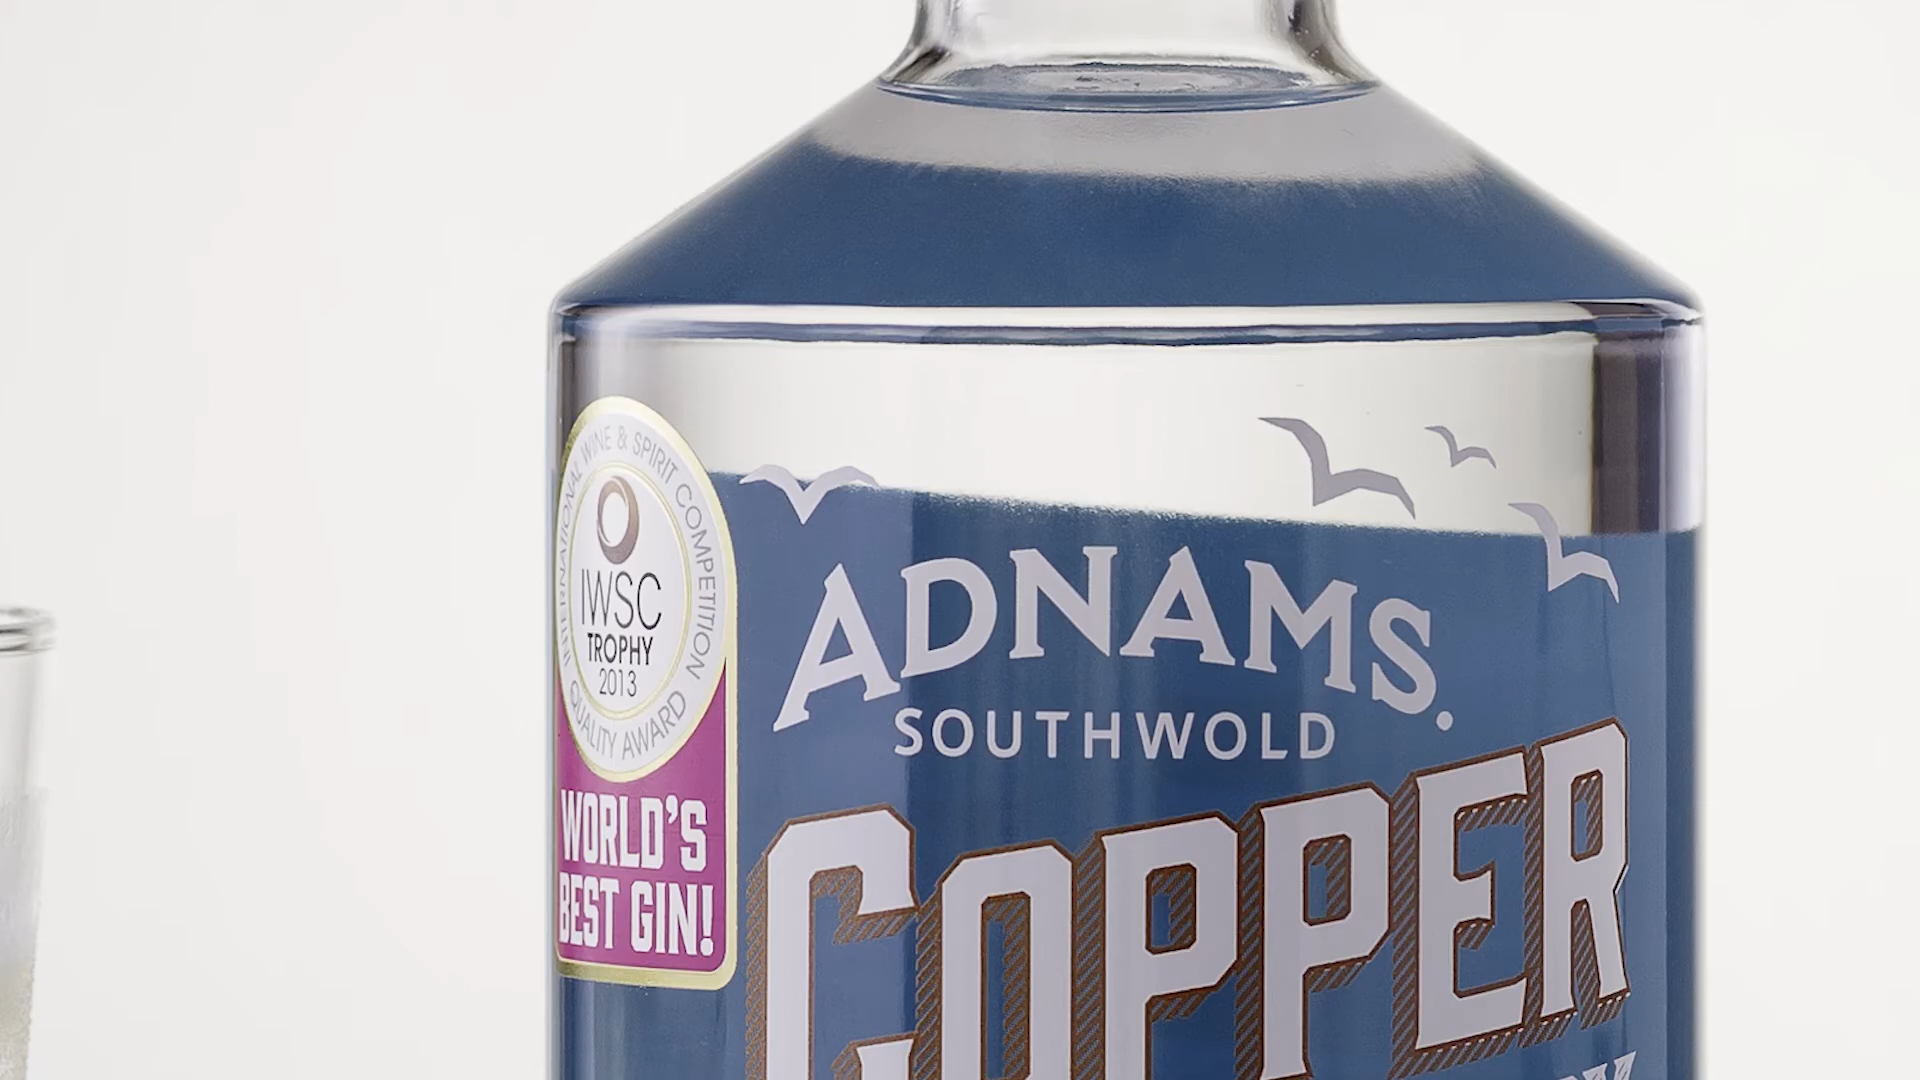 INTERNATIONAL WINE & SPIRIT COMPETITION
IWSC
TROPHY
2013
QUALITY AWARD
WORLD'S
BEST GIN!
ADNAMS.
SOUTHWOLD
COPPER